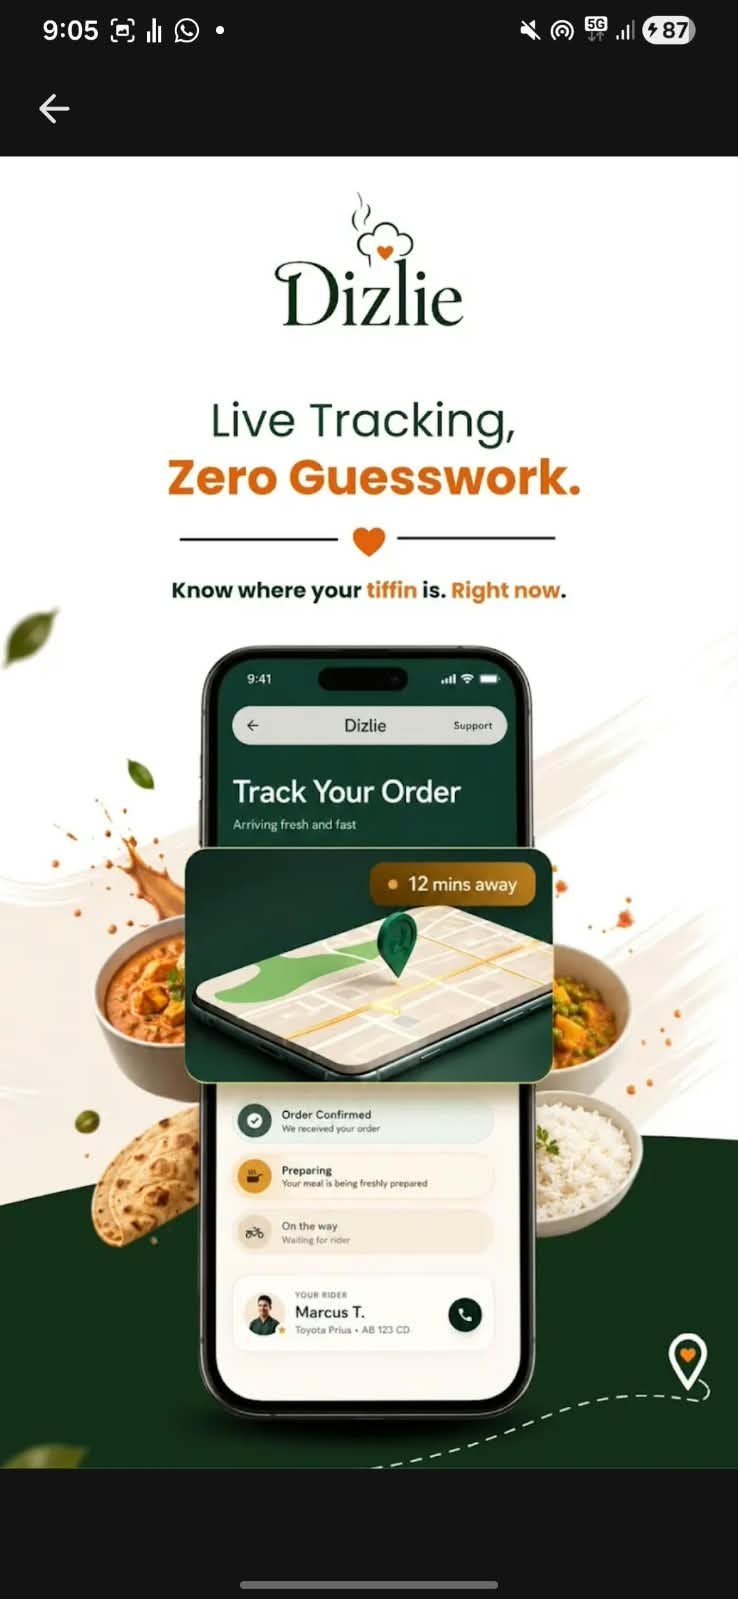 9:05
5G
87
Dizlie
Live Tracking,
Zero Guesswork.
Know where your tiffin is. Right now.
9:41
Dizlie
Support
Track Your Order
Arriving fresh and fast
12 mins away
Order Confirmed
We received your order
Preparing
Your meal is being freshly prepared
On the way
Waiting for rider
YOUR RIDER
Marcus T.
Toyota Prius • AB 123 CD